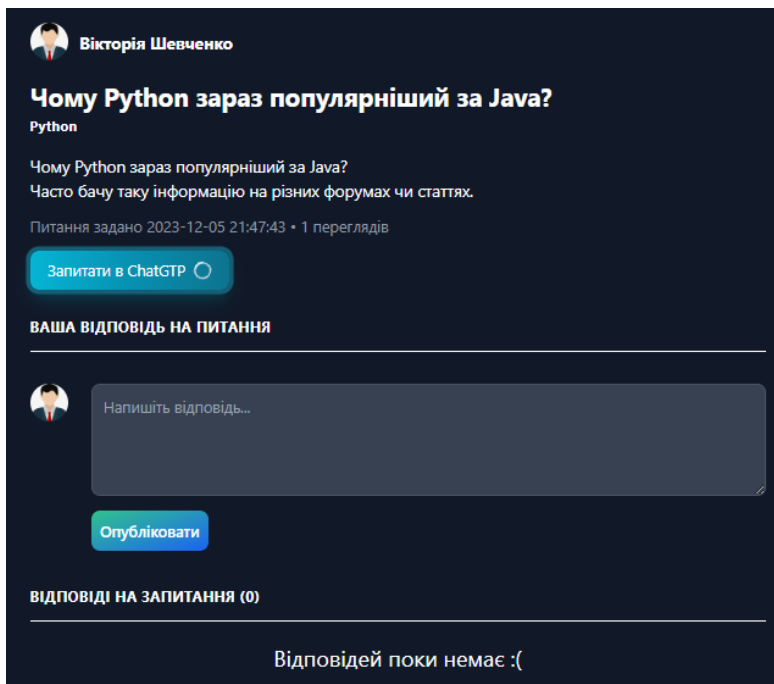 Вікторія Шевченко
Чому Python зараз популярніший за Java?
Python
Чому Python зараз популярніший за Java?
Часто бачу таку інформацію на різних форумах чи статтях.
Питання задано 2023-12-05 21:47:43 • 1 переглядів
Запитати в ChatGTP
ВАША ВІДПОВІДЬ НА ПИТАННЯ
Напишіть відповідь...
Опублікувати
ВІДПОВІДІ НА ЗАПИТАННЯ (0)
Відповідей поки немає :(